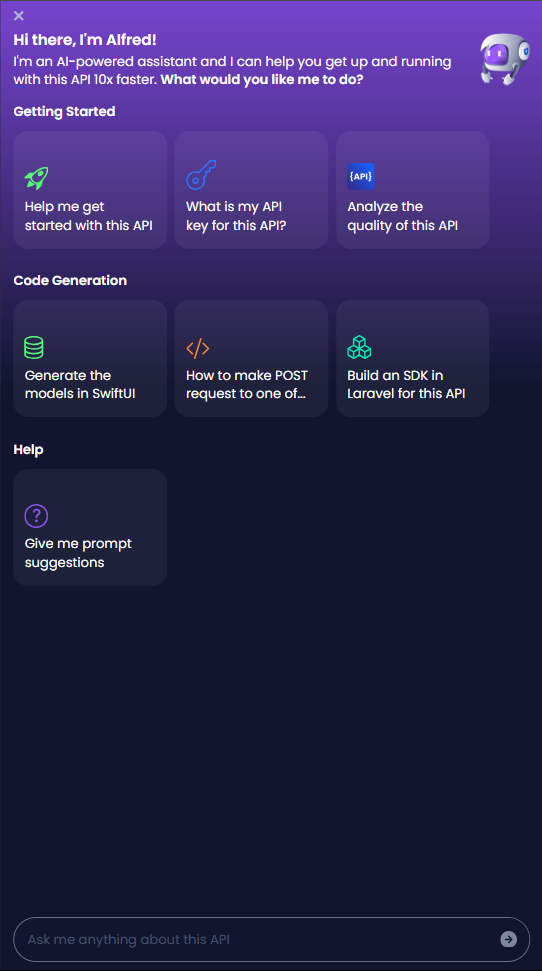 Hi there, I'm Alfred!
I'm an AI-powered assistant and I can help you get up and running
with this API 10x faster. What would you like me to do?
Getting Started
Help me get
started with this API
What is my API
key for this API?
{API}
Analyze the
quality of this API
Code Generation
Generate the
models in SwiftUI
How to make POST
request to one of...
Build an SDK in
Laravel for this API
Help
Give me prompt
suggestions
Ask me anything about this API